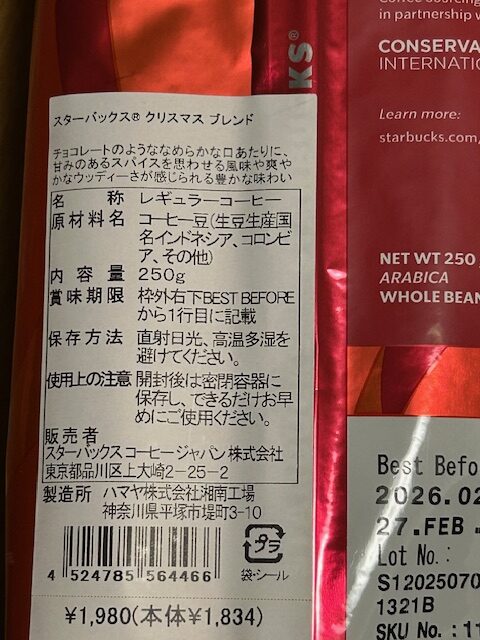 スターバックス® クリスマス ブレンド
チョコレートのようななめらかな口あたりに、
甘みのあるスパイスを思わせる風味や爽や
かなウッディーさが感じられる豊かな味わい
名 称 レギュラーコーヒー
原材料名 コーヒー豆(生豆生産国
名インドネシア、コロンビ
ア、その他)
内容量 250g
賞味期限 枠外右下BEST BEFORE
から1行目に記載
保存方法 直射日光、高温多湿を
避けてください。
使用上の注意 開封後は密閉容器に
保存し、できるだけお早
めにご使用ください。
販売者
スターバックス コーヒー ジャパン 株式会社
東京都品川区上大崎2-25-2
製造所 ハマヤ株式会社湘南工場
神奈川県平塚市堤町3-10
4 524785 564466
プラ
袋・シール
¥1,980(本体¥1,834)
KS®
in partnership
CONSERVA
INTERNATIO
Learn more:
starbucks.com/
NET WT 250
ARABICA
WHOLE BEAN
Best Befo
2026.02
27.FEB
Lot No.:
S12025070
1321B
SKU No.:11